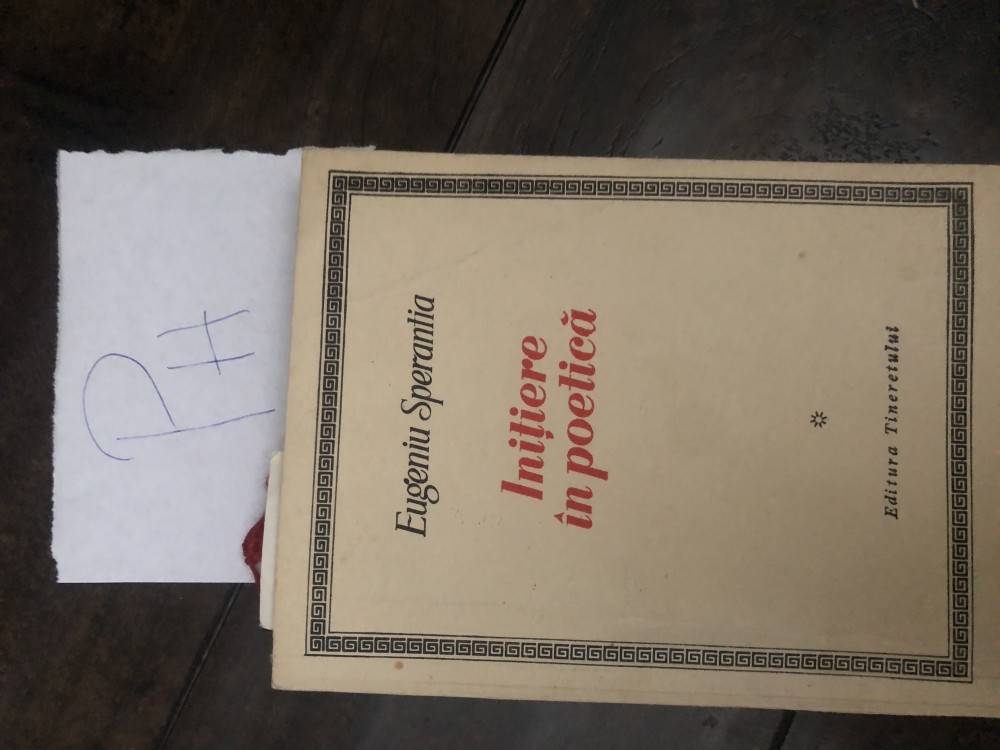 PH
Eugeniu Sperantia
Inițiere
în poetică
Editura Tineretului